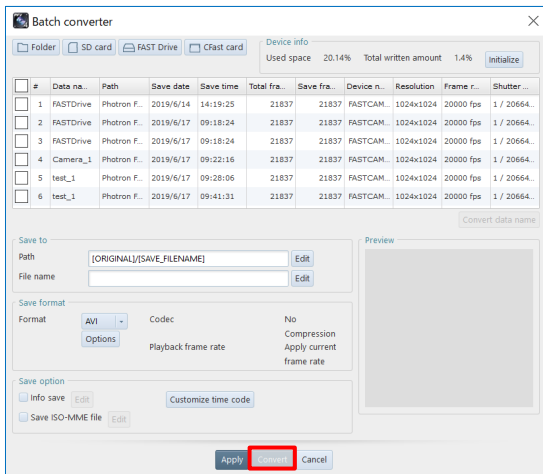 Batch converter
Folder SD card FAST Drive CFast card
Device info
Used space 20.14% Total written amount 1.4% Initialize
# Data na... Path Save date Save time Total fra... Save fra... Device n... Resolution Frame r... Shutter ...
1 FASTDrive Photron F... 2019/6/14 14:19:25 21837 21837 FASTCAM... 1024x1024 20000 fps 1 / 20664...
2 FASTDrive Photron F... 2019/6/17 09:18:24 21837 21837 FASTCAM... 1024x1024 20000 fps 1 / 20664...
3 FASTDrive Photron F... 2019/6/17 09:18:24 21837 21837 FASTCAM... 1024x1024 20000 fps 1 / 20664...
4 Camera_1 Photron F... 2019/6/17 09:22:16 21837 21837 FASTCAM... 1024x1024 20000 fps 1 / 20664...
5 test_1 Photron F... 2019/6/17 09:28:06 21837 21837 FASTCAM... 1024x1024 20000 fps 1 / 20664...
6 test_1 Photron F... 2019/6/17 09:41:31 21837 21837 FASTCAM... 1024x1024 20000 fps 1 / 20664...
Convert data name
Save to
Path [ORIGINAL]/[SAVE_FILENAME] Edit
File name Edit
Preview
Save format
Format AVI Codec No Compression
Options Playback frame rate Apply current frame rate
Save option
Info save Edit Customize time code
Save ISO-MME file Edit
Apply Convert Cancel